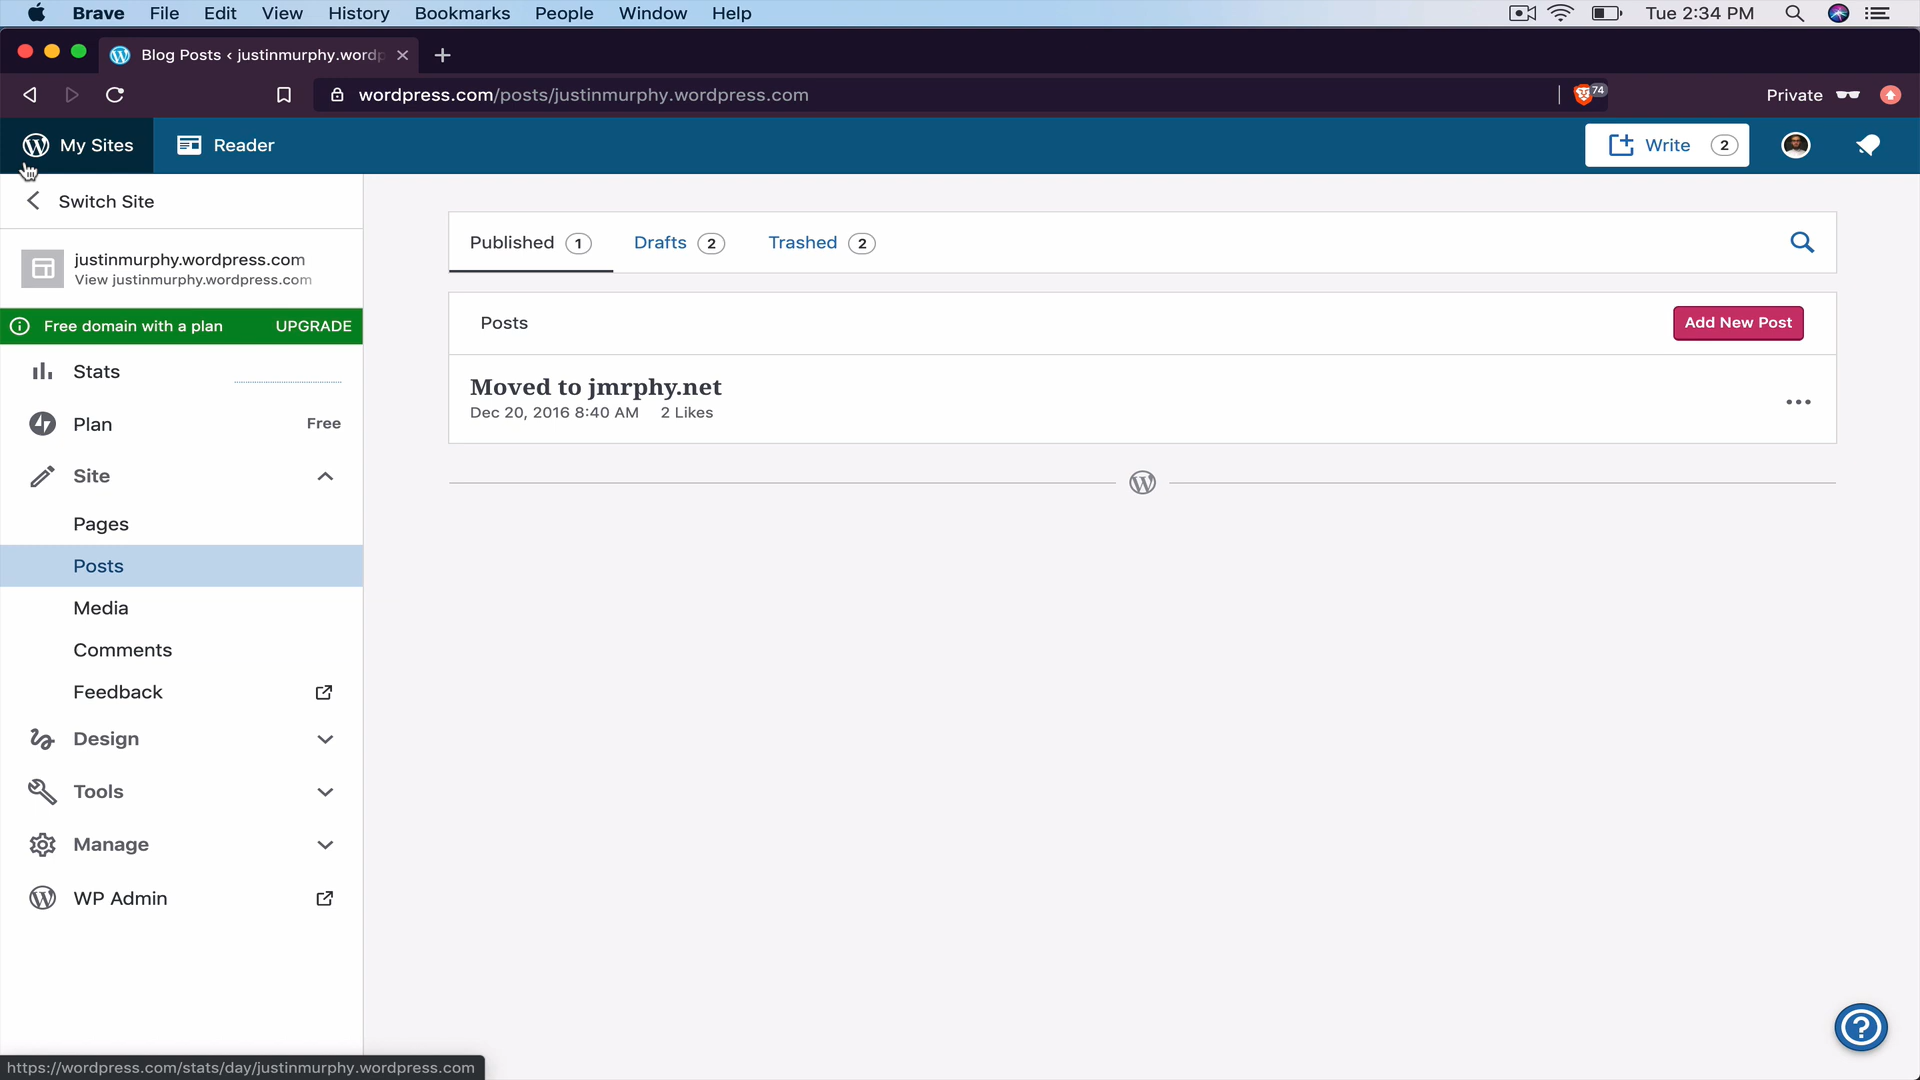 Brave File Edit View History Bookmarks People Window Help Tue 2:34 PM
Blog Posts ‹ justinmurphy.wordp
wordpress.com/posts/justinmurphy.wordpress.com 74 Private
My Sites Reader Write 2
Switch Site
justinmurphy.wordpress.com
View justinmurphy.wordpress.com
Free domain with a plan UPGRADE
Stats
Plan Free
Site
Pages
Posts
Media
Comments
Feedback
Design
Tools
Manage
WP Admin
Published 1 Drafts 2 Trashed 2
Posts Add New Post
Moved to jmrphy.net
Dec 20, 2016 8:40 AM 2 Likes
https://wordpress.com/stats/day/justinmurphy.wordpress.com